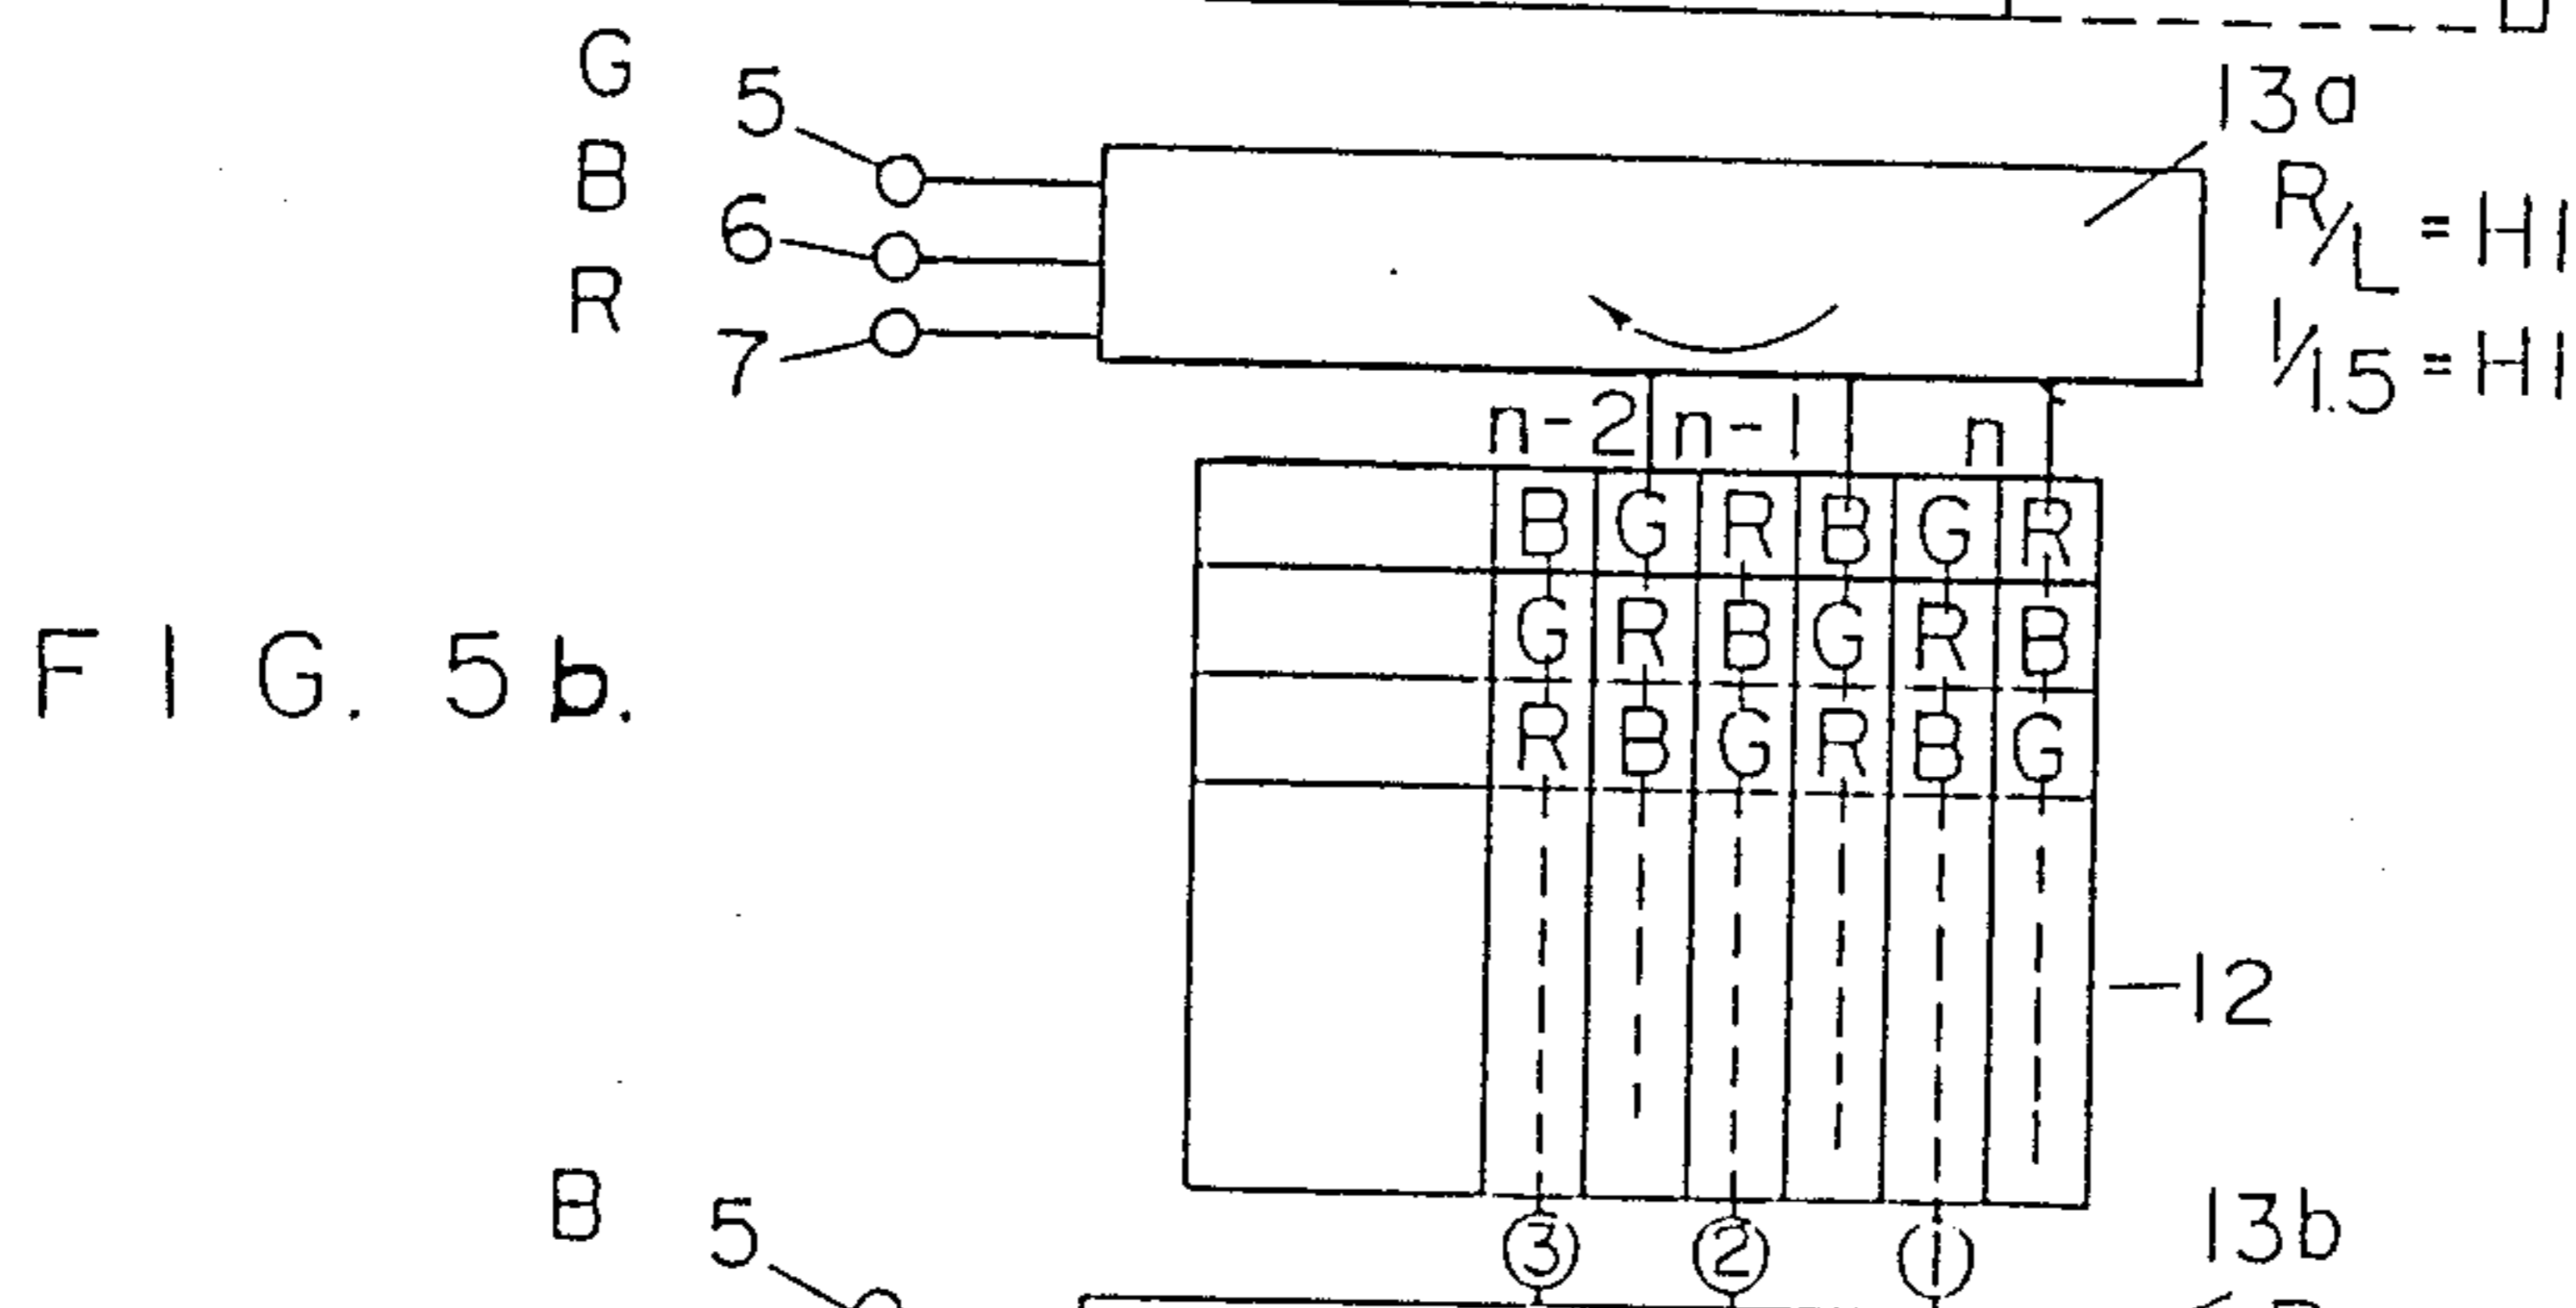 G
5
13a
B
6
R/L = HI
R
7
1/1.5 = HI
n-2 n-1 n
B G R B G R
G R B G R B
R B G R B G
FIG. 5b.
12
B
5
3 2 1
13b